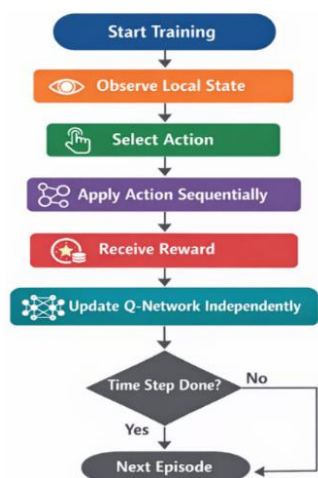 Start Training
Observe Local State
Select Action
Apply Action Sequentially
Receive Reward
Update Q-Network Independently
Time Step Done?
No
Yes
Next Episode